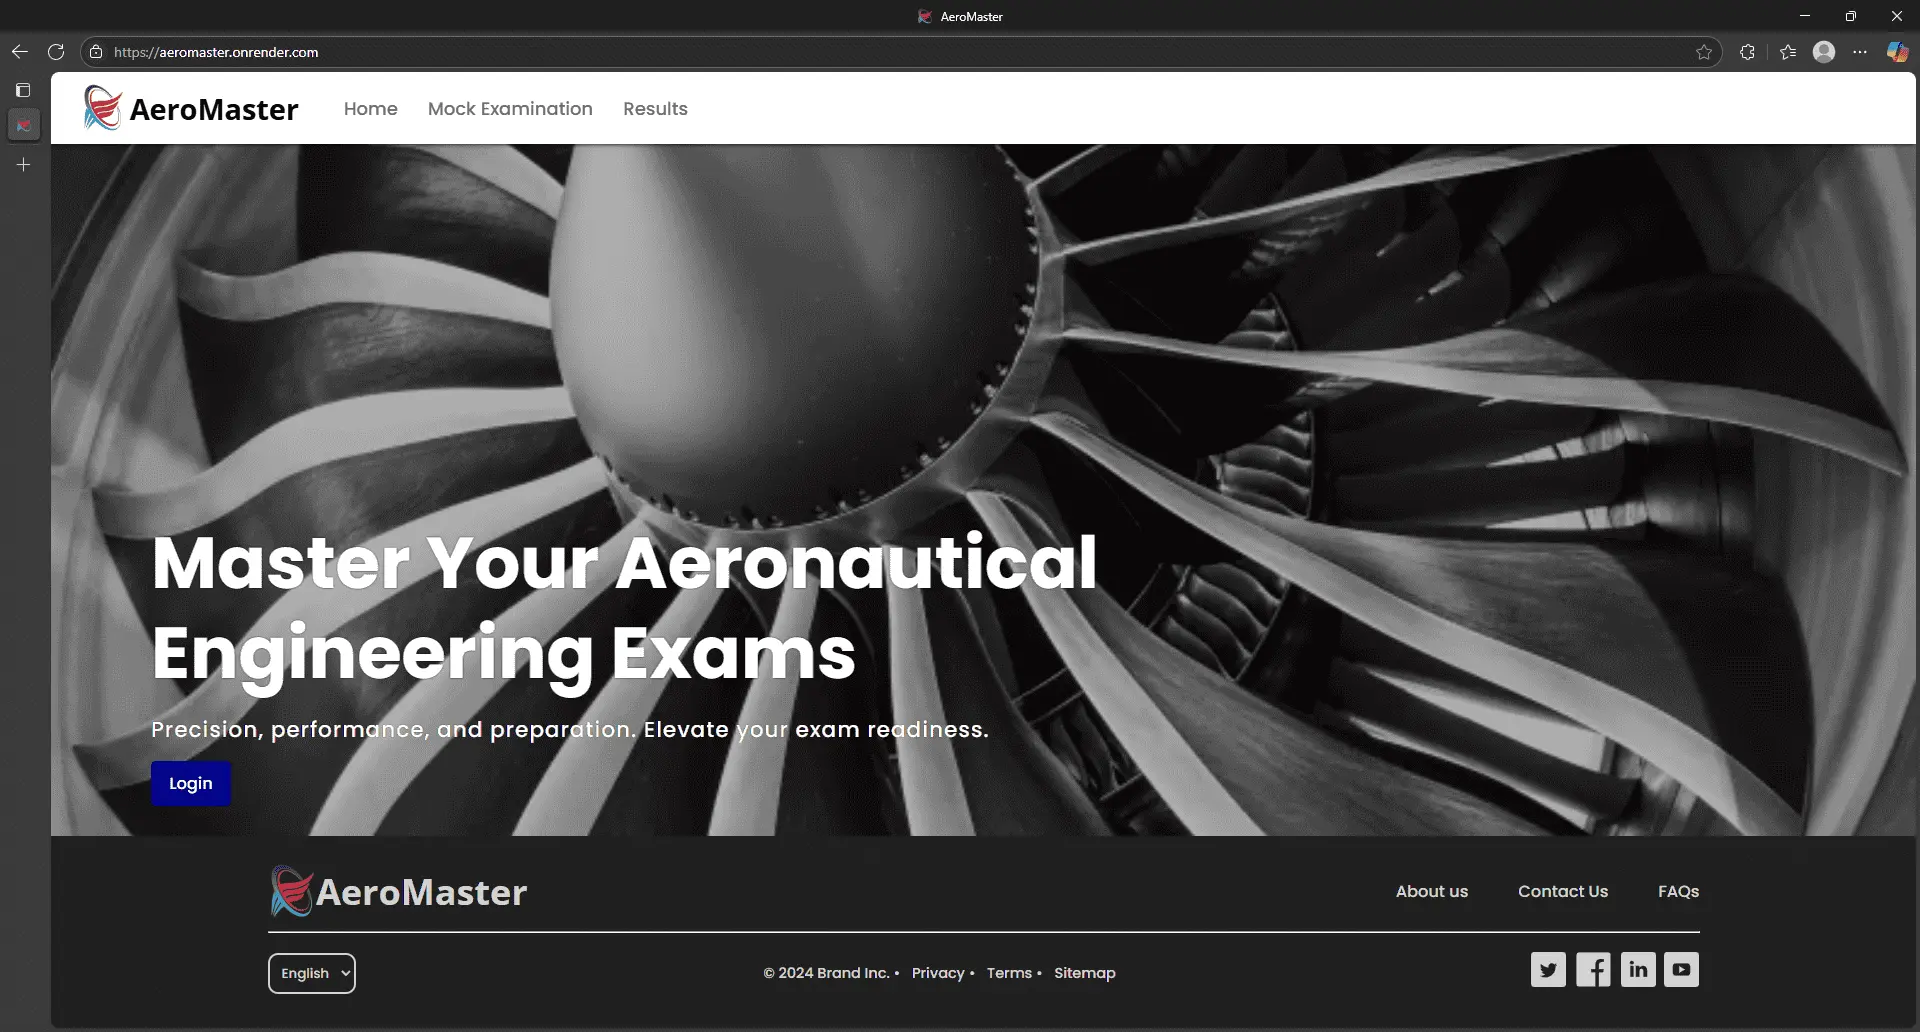 AeroMaster
https://aeromaster.onrender.com
AeroMaster Home Mock Examination Results
Master Your Aeronautical
Engineering Exams
Precision, performance, and preparation. Elevate your exam readiness.
Login
AeroMaster About us Contact Us FAQs
English © 2024 Brand Inc. • Privacy • Terms • Sitemap in